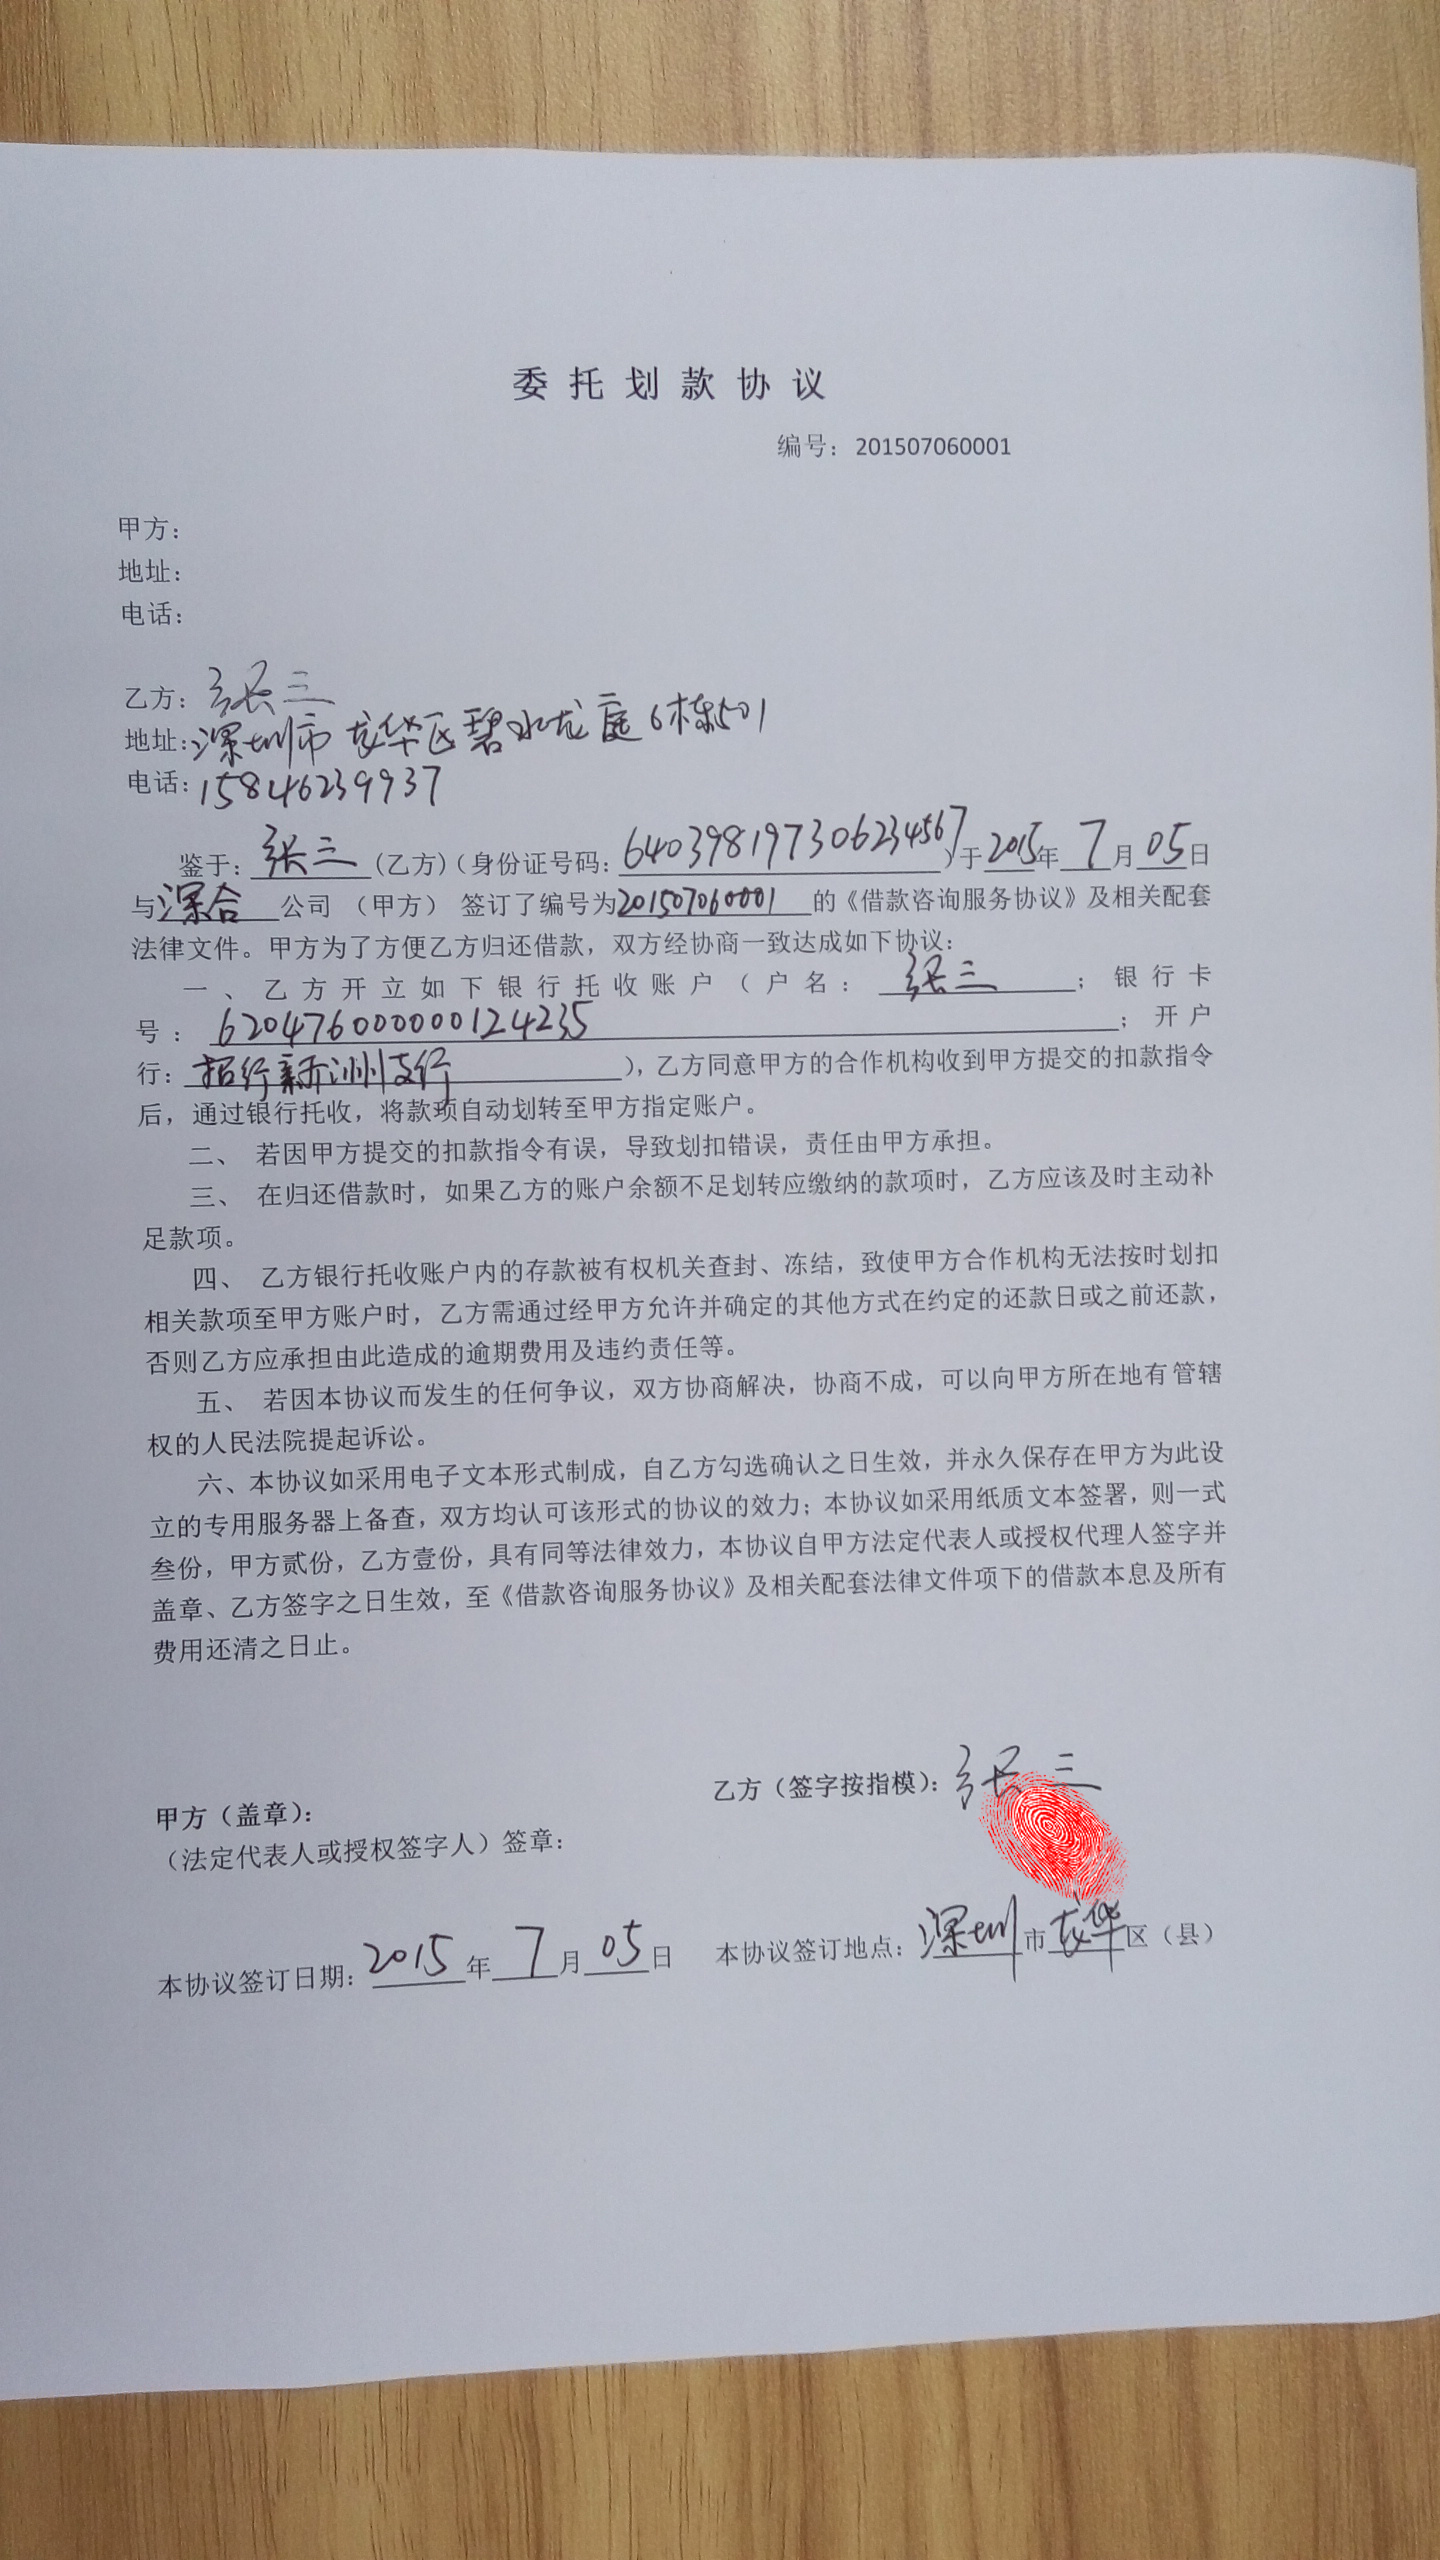 委托划款协议
编号：201507060001
甲方：
地址：
电话：
乙方：张三
地址：深圳市龙华区碧水龙庭6栋501
电话：15846239937
鉴于：张三(乙方)（身份证号码：640398197306234567）于2015年7月05日
与深合公司（甲方）签订了编号为201507060001的《借款咨询服务协议》及相关配套
法律文件。甲方为了方便乙方归还借款，双方经协商一致达成如下协议：
一、乙方开立如下银行托收账户（户名：张三；银行卡
号：6204760000000124235；开户
行：招行新洲支行），乙方同意甲方的合作机构收到甲方提交的扣款指令
后，通过银行托收，将款项自动划转至甲方指定账户。
二、 若因甲方提交的扣款指令有误，导致划扣错误，责任由甲方承担。
三、 在归还借款时，如果乙方的账户余额不足划转应缴纳的款项时，乙方应该及时主动补
足款项。
四、 乙方银行托收账户内的存款被有权机关查封、冻结，致使甲方合作机构无法按时划扣
相关款项至甲方账户时，乙方需通过经甲方允许并确定的其他方式在约定的还款日或之前还款，
否则乙方应承担由此造成的逾期费用及违约责任等。
五、 若因本协议而发生的任何争议，双方协商解决，协商不成，可以向甲方所在地有管辖
权的人民法院提起诉讼。
六、本协议如采用电子文本形式制成，自乙方勾选确认之日生效，并永久保存在甲方为此设
立的专用服务器上备查，双方均认可该形式的协议的效力；本协议如采用纸质文本签署，则一式
叁份，甲方贰份，乙方壹份，具有同等法律效力，本协议自甲方法定代表人或授权代理人签字并
盖章、乙方签字之日生效，至《借款咨询服务协议》及相关配套法律文件项下的借款本息及所有
费用还清之日止。
乙方（签字按指模）：张三
甲方（盖章）：
（法定代表人或授权签字人）签章：
本协议签订日期：2015年7月05日 本协议签订地点：深圳市龙华区（县）